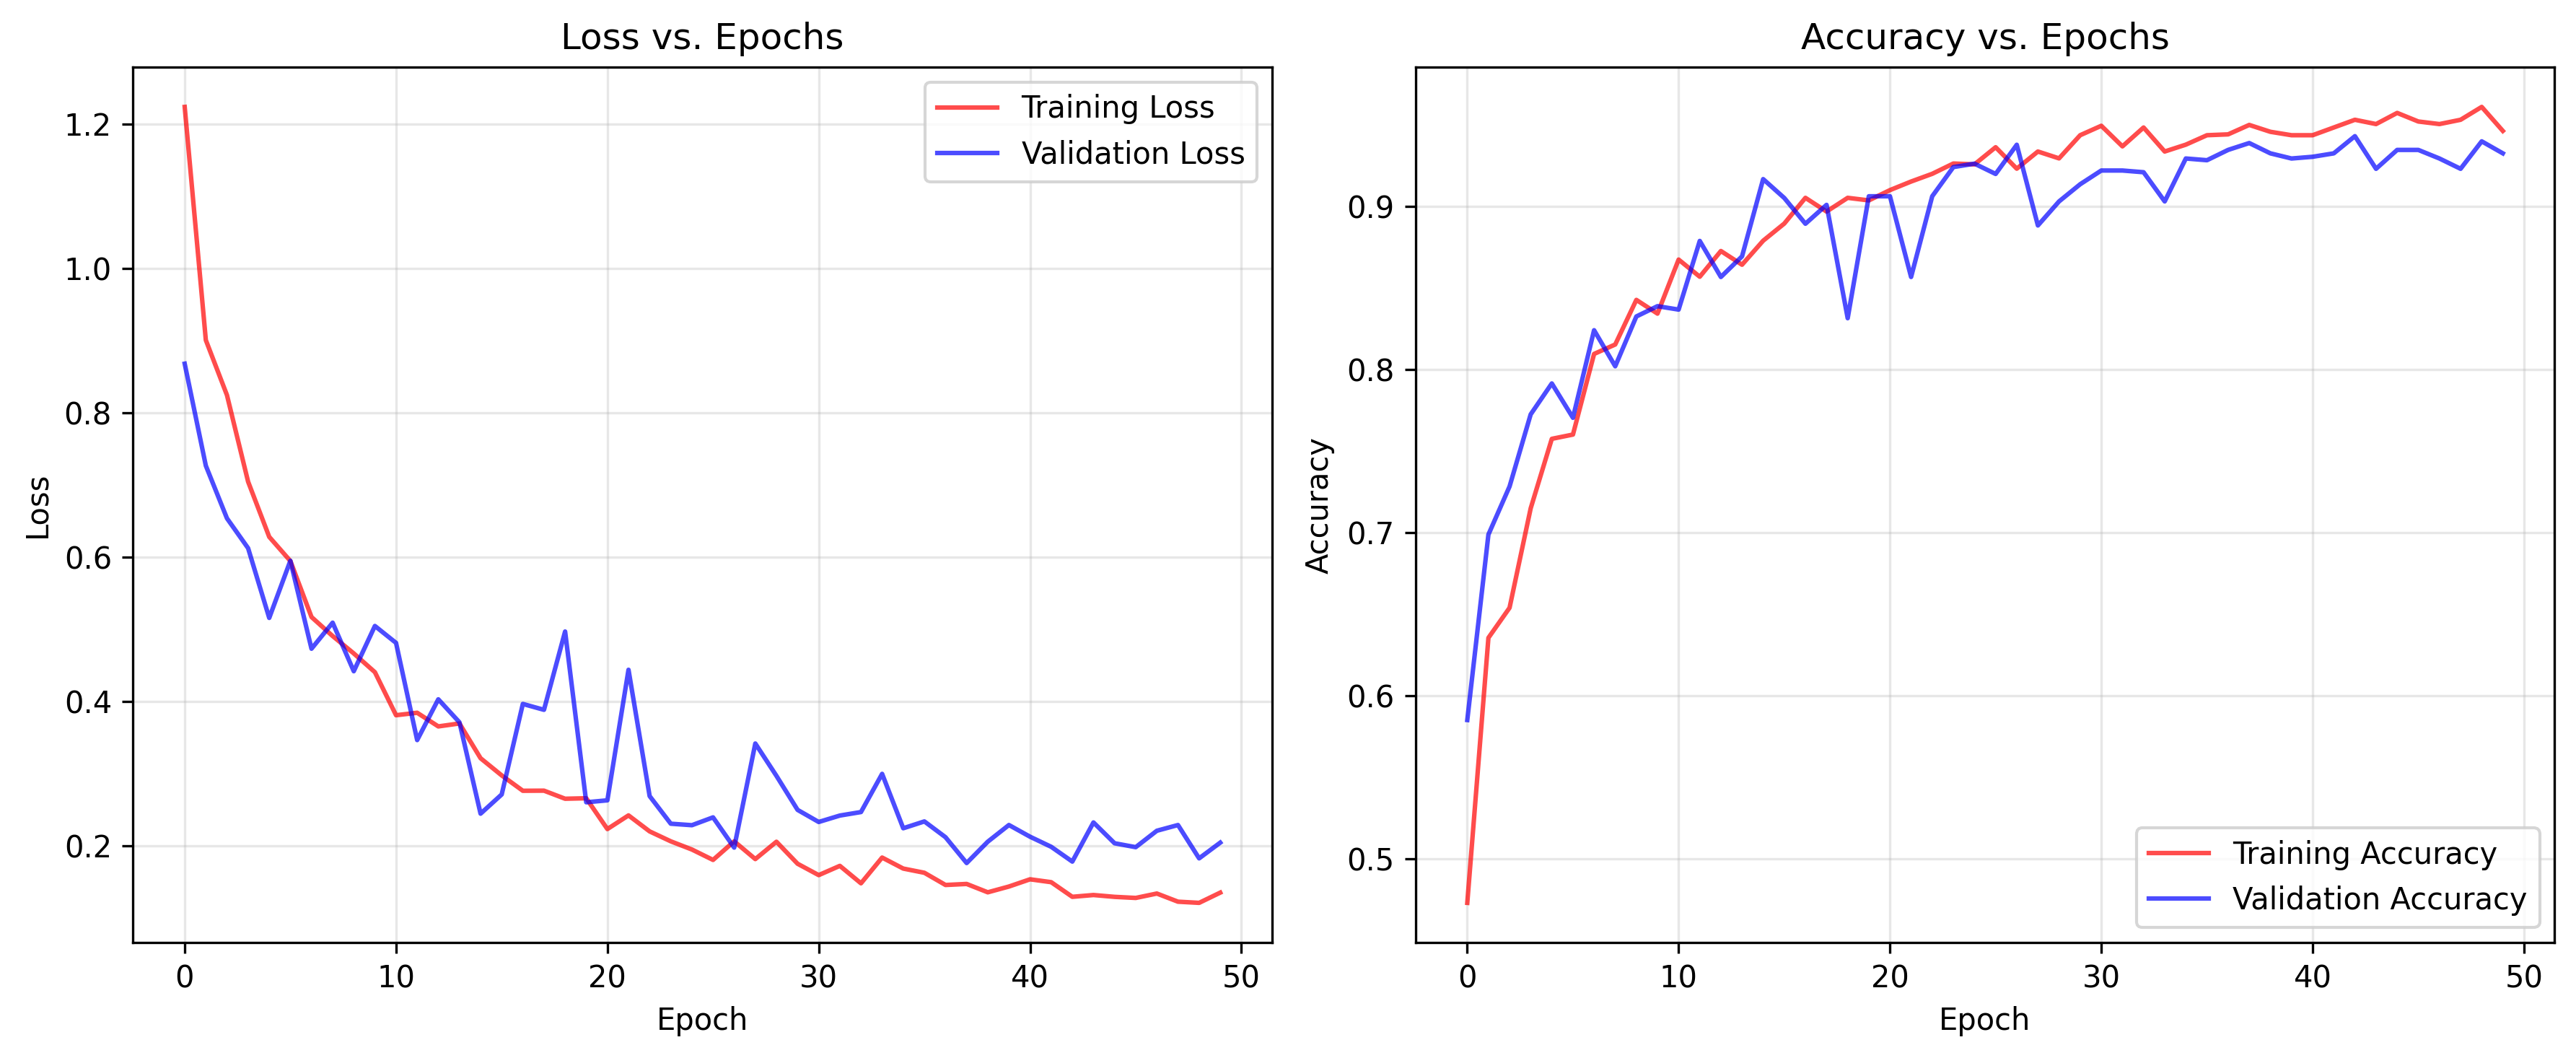 Loss vs. Epochs
1.2
1.0
0.8
0.6
0.4
0.2
Loss
0 10 20 30 40 50
Epoch
Training Loss
Validation Loss
Accuracy vs. Epochs
0.9
0.8
0.7
0.6
0.5
Accuracy
0 10 20 30 40 50
Epoch
Training Accuracy
Validation Accuracy